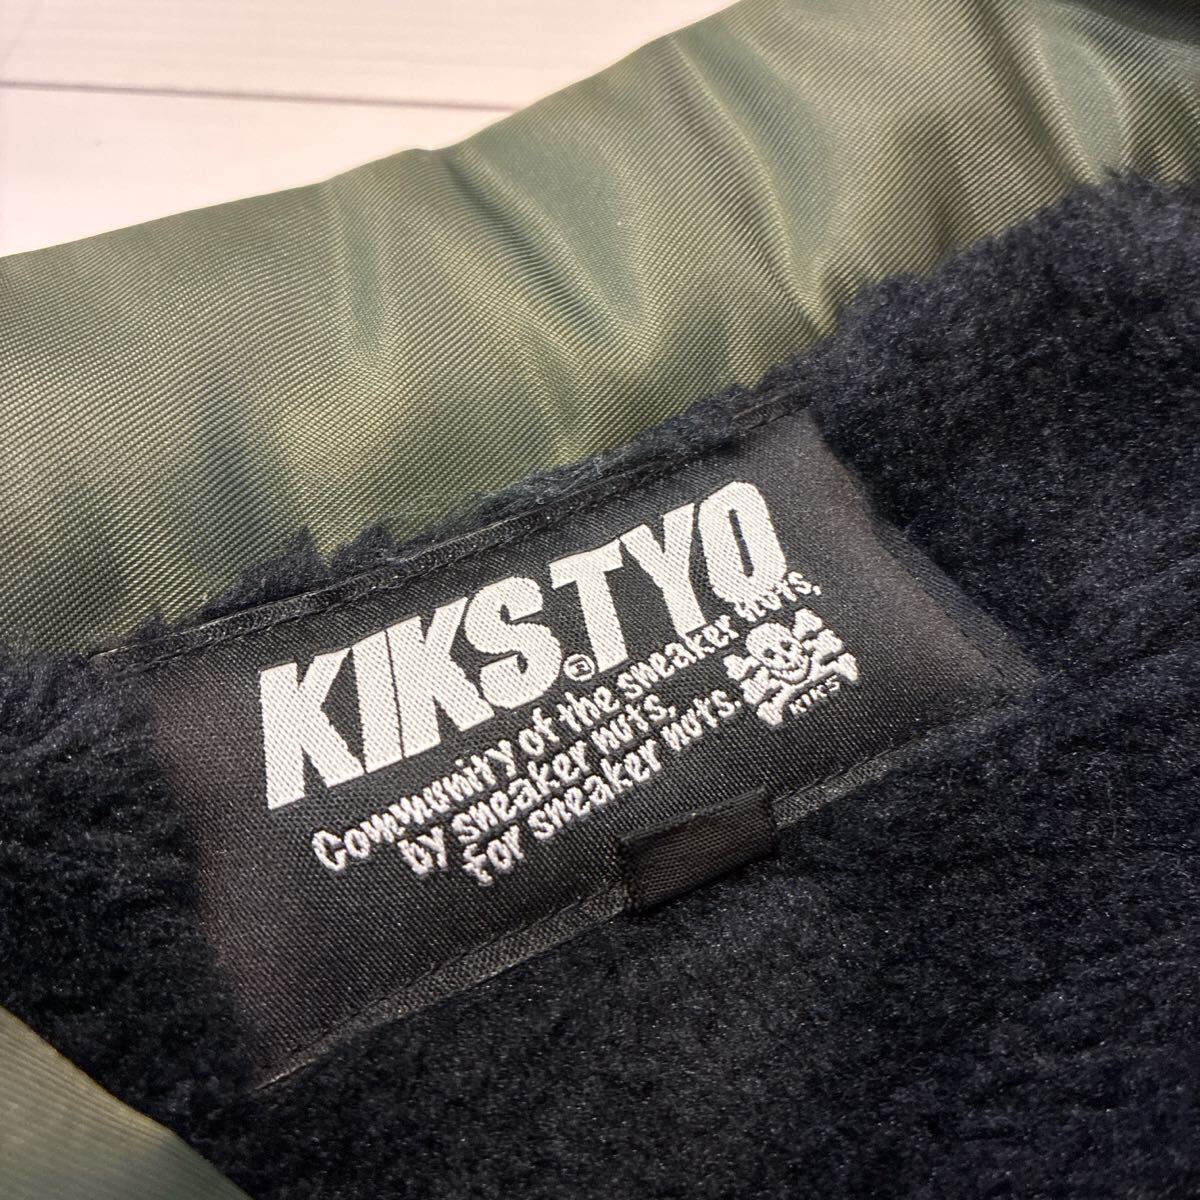 KIKS TYO
®
Community of the sneaker nuts,
by sneaker nuts,
for sneaker nuts.
KIKS